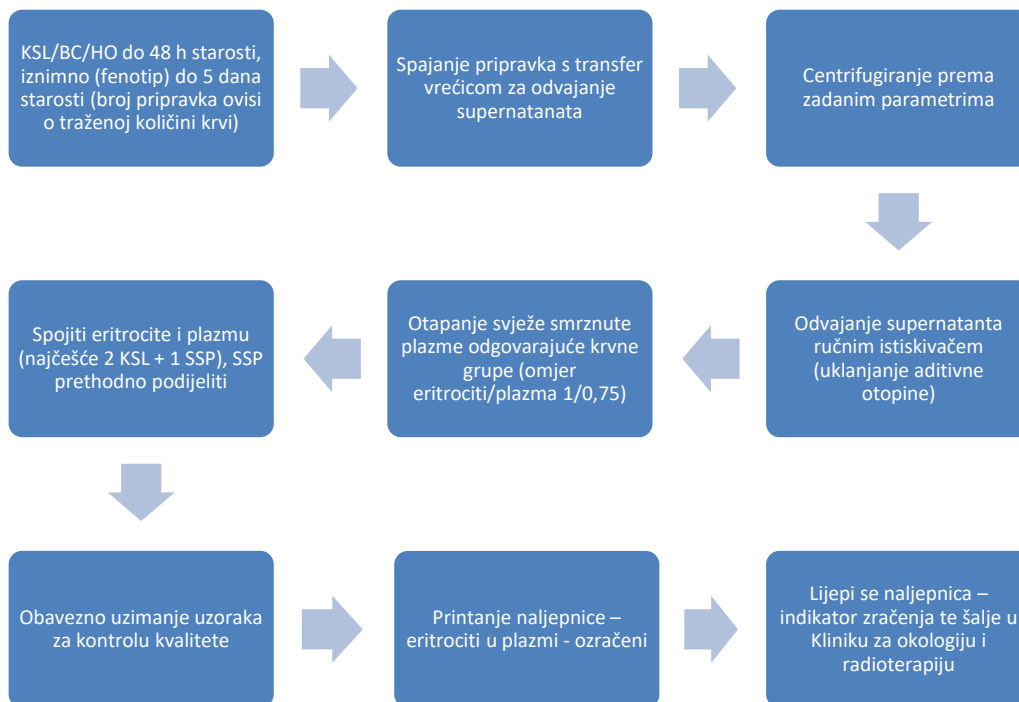 KSL/BC/HO do 48 h starosti,
iznimno (fenotip) do 5 dana
starosti (broj pripravka ovisi
o traženoj količini krvi)
Spajanje pripravka s transfer
vrećicom za odvajanje
supernatanata
Centrifugiranje prema
zadanim parametrima
Odvajanje supernatanta
ručnim istiskivačem
(uklanjanje aditivne
otopine)
Otapanje svježe smrznute
plazme odgovarajuće krvne
grupe (omjer
eritrociti/plazma 1/0,75)
Spojiti eritrocite i plazmu
(najčešće 2 KSL + 1 SSP), SSP
prethodno podijeliti
Obavezno uzimanje uzoraka
za kontrolu kvalitete
Printanje naljepnice –
eritrociti u plazmi - ozračeni
Lijepi se naljepnica –
indikator zračenja te šalje u
Kliniku za okologiju i
radioterapiju